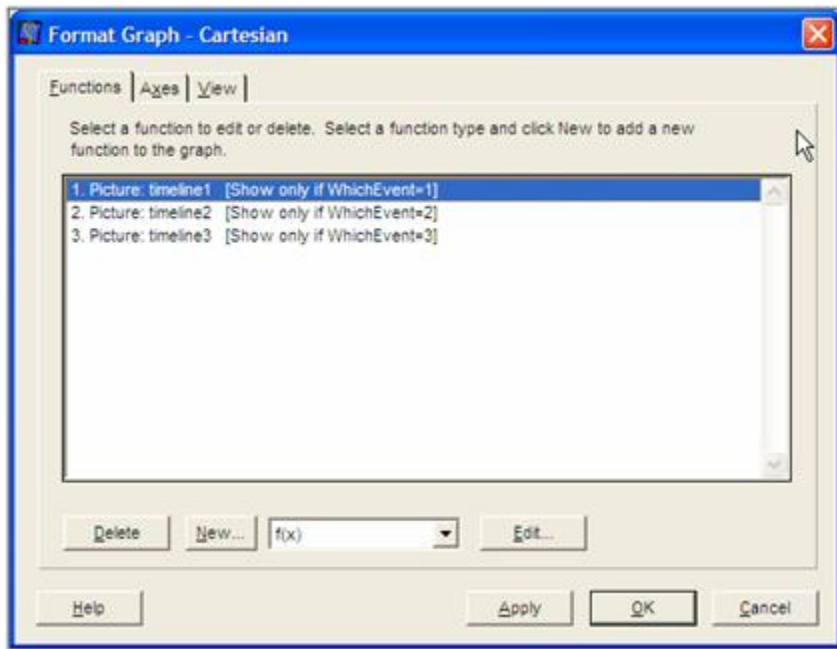 Format Graph - Cartesian
Functions
Axes
View
Select a function to edit or delete. Select a function type and click New to add a new
function to the graph.
1. Picture: timeline1 [Show only if WhichEvent=1]
2. Picture: timeline2 [Show only if WhichEvent=2]
3. Picture: timeline3 [Show only if WhichEvent=3]
Delete
New...
f(x)
Edit...
Help
Apply
OK
Cancel